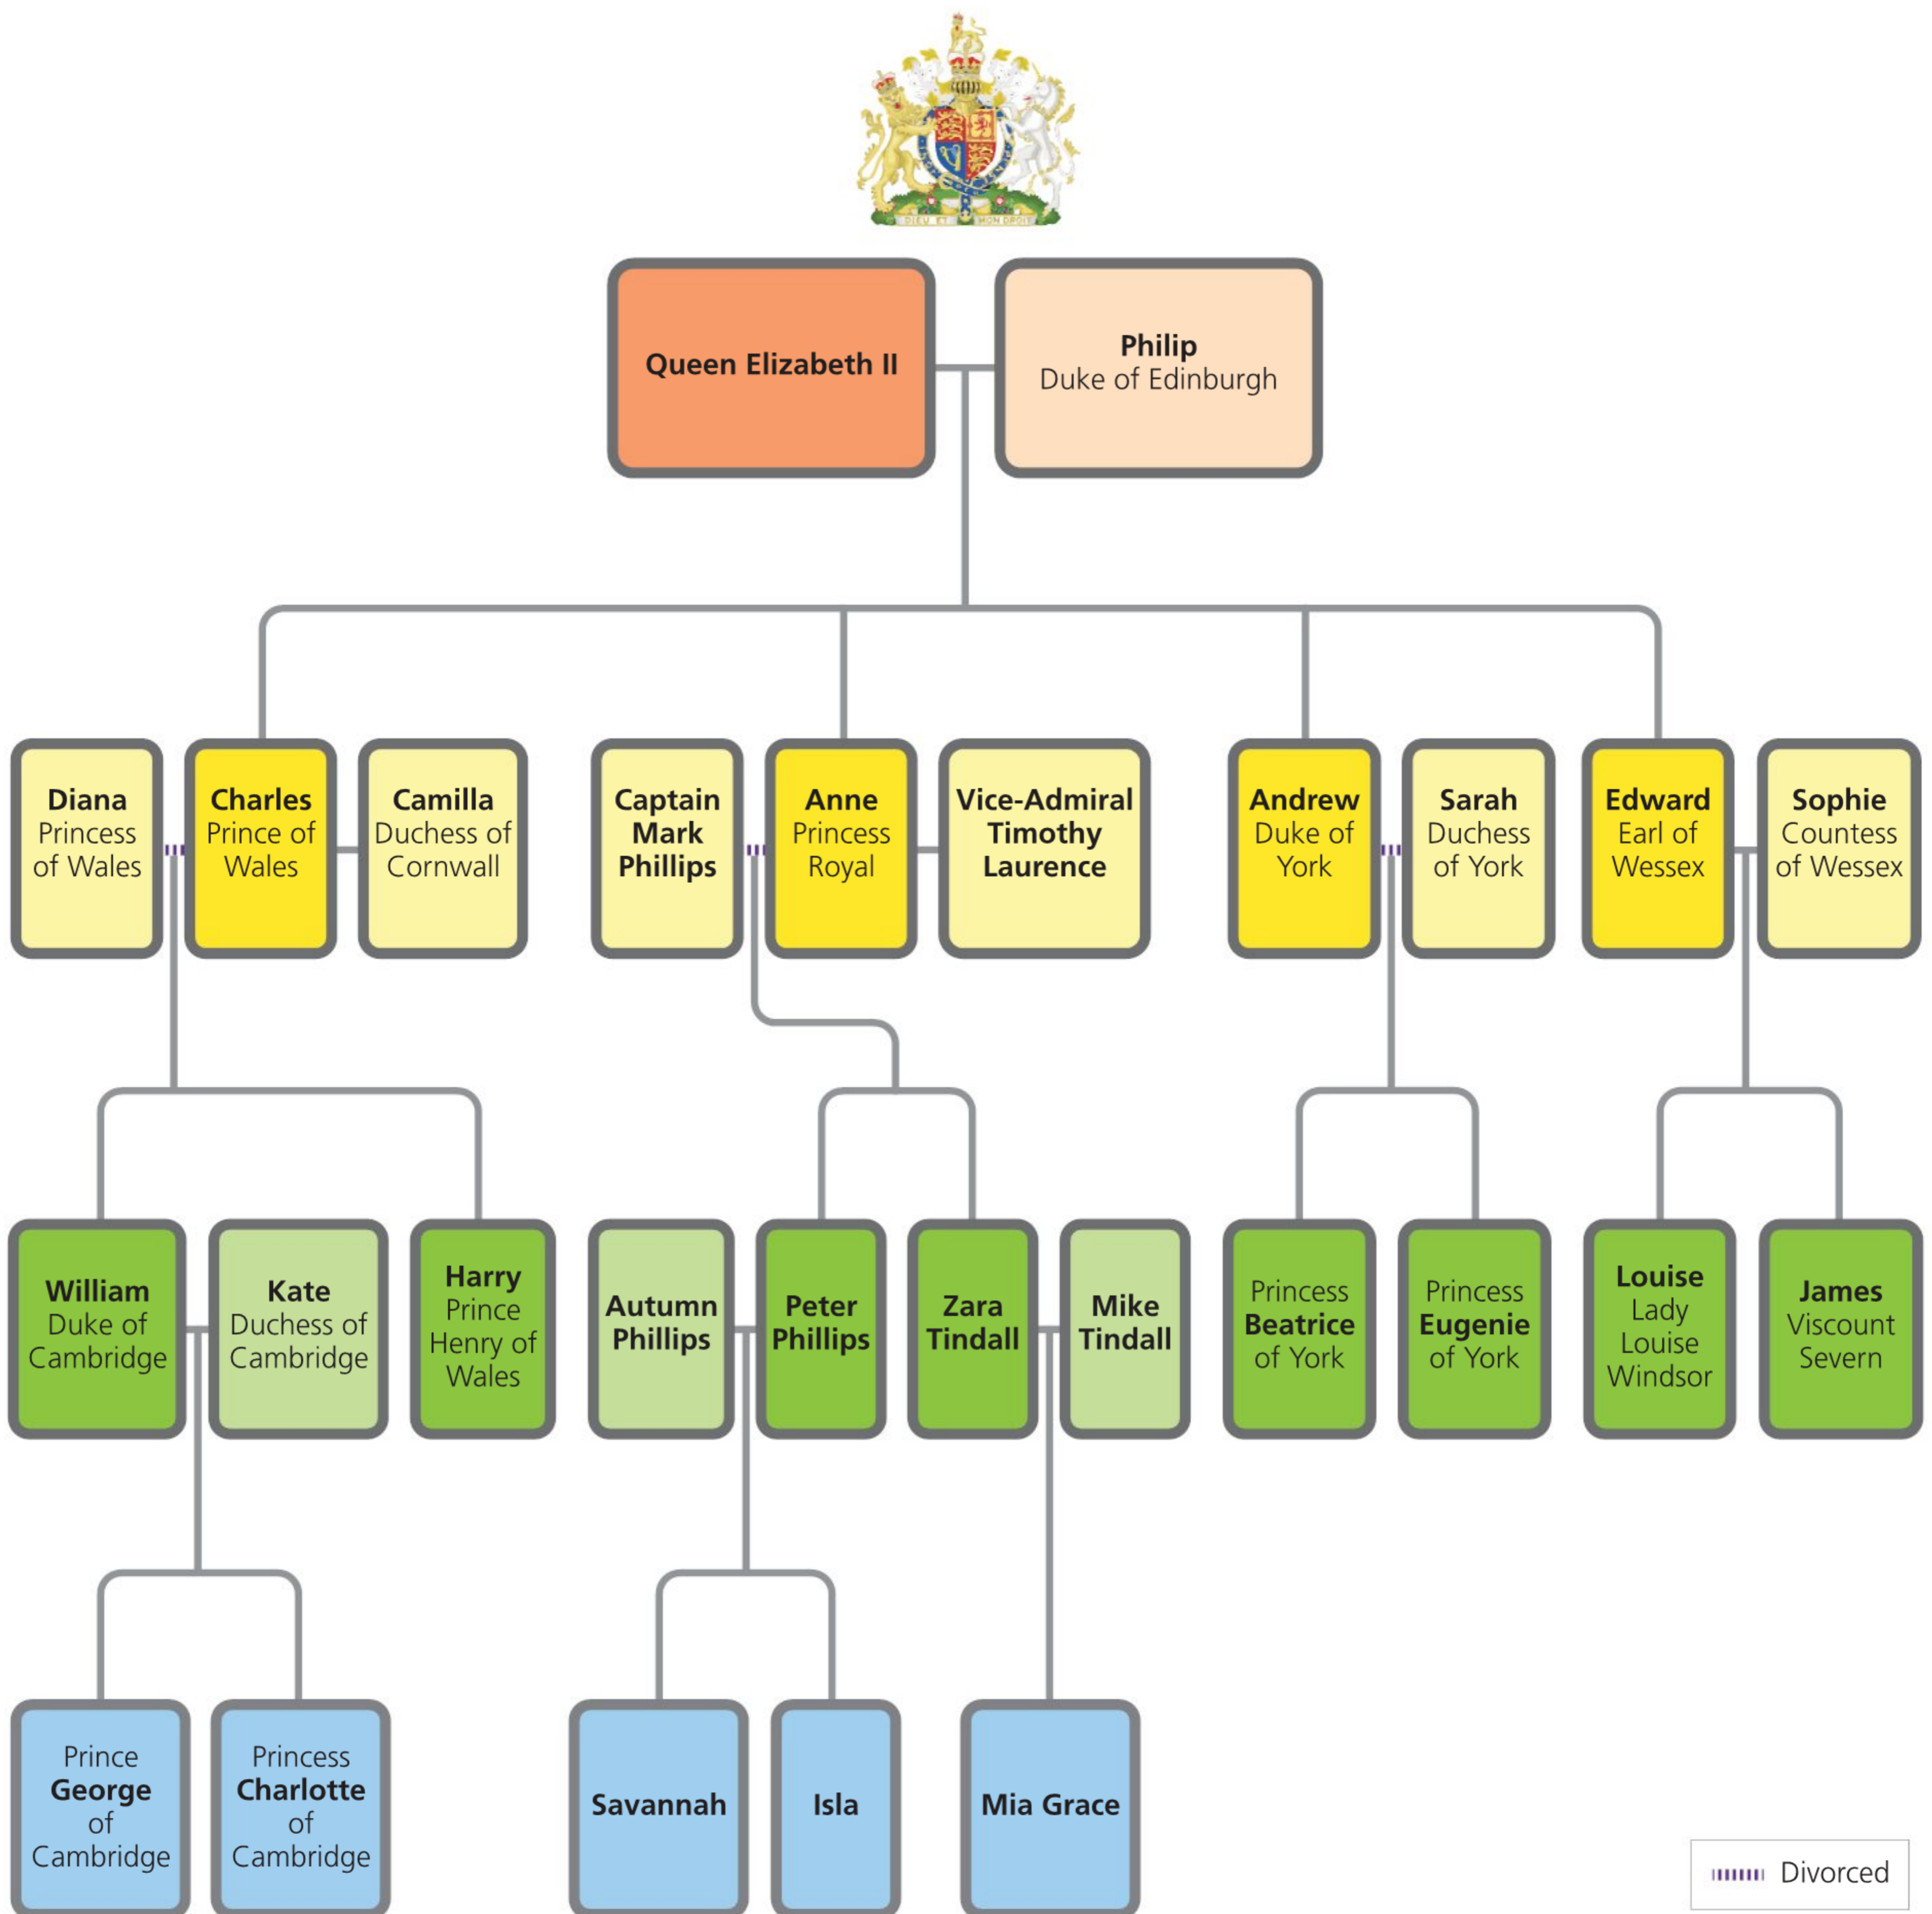 DIEU ET MON DROIT
Queen Elizabeth II
Philip
Duke of Edinburgh
Diana
Princess
of Wales
Charles
Prince of
Wales
Camilla
Duchess of
Cornwall
Captain
Mark
Phillips
Anne
Princess
Royal
Vice-Admiral
Timothy
Laurence
Andrew
Duke of
York
Sarah
Duchess
of York
Edward
Earl of
Wessex
Sophie
Countess
of Wessex
William
Duke of
Cambridge
Kate
Duchess of
Cambridge
Harry
Prince
Henry of
Wales
Autumn
Phillips
Peter
Phillips
Zara
Tindall
Mike
Tindall
Princess
Beatrice
of York
Princess
Eugenie
of York
Louise
Lady
Louise
Windsor
James
Viscount
Severn
Prince
George
of
Cambridge
Princess
Charlotte
of
Cambridge
Savannah
Isla
Mia Grace
Divorced